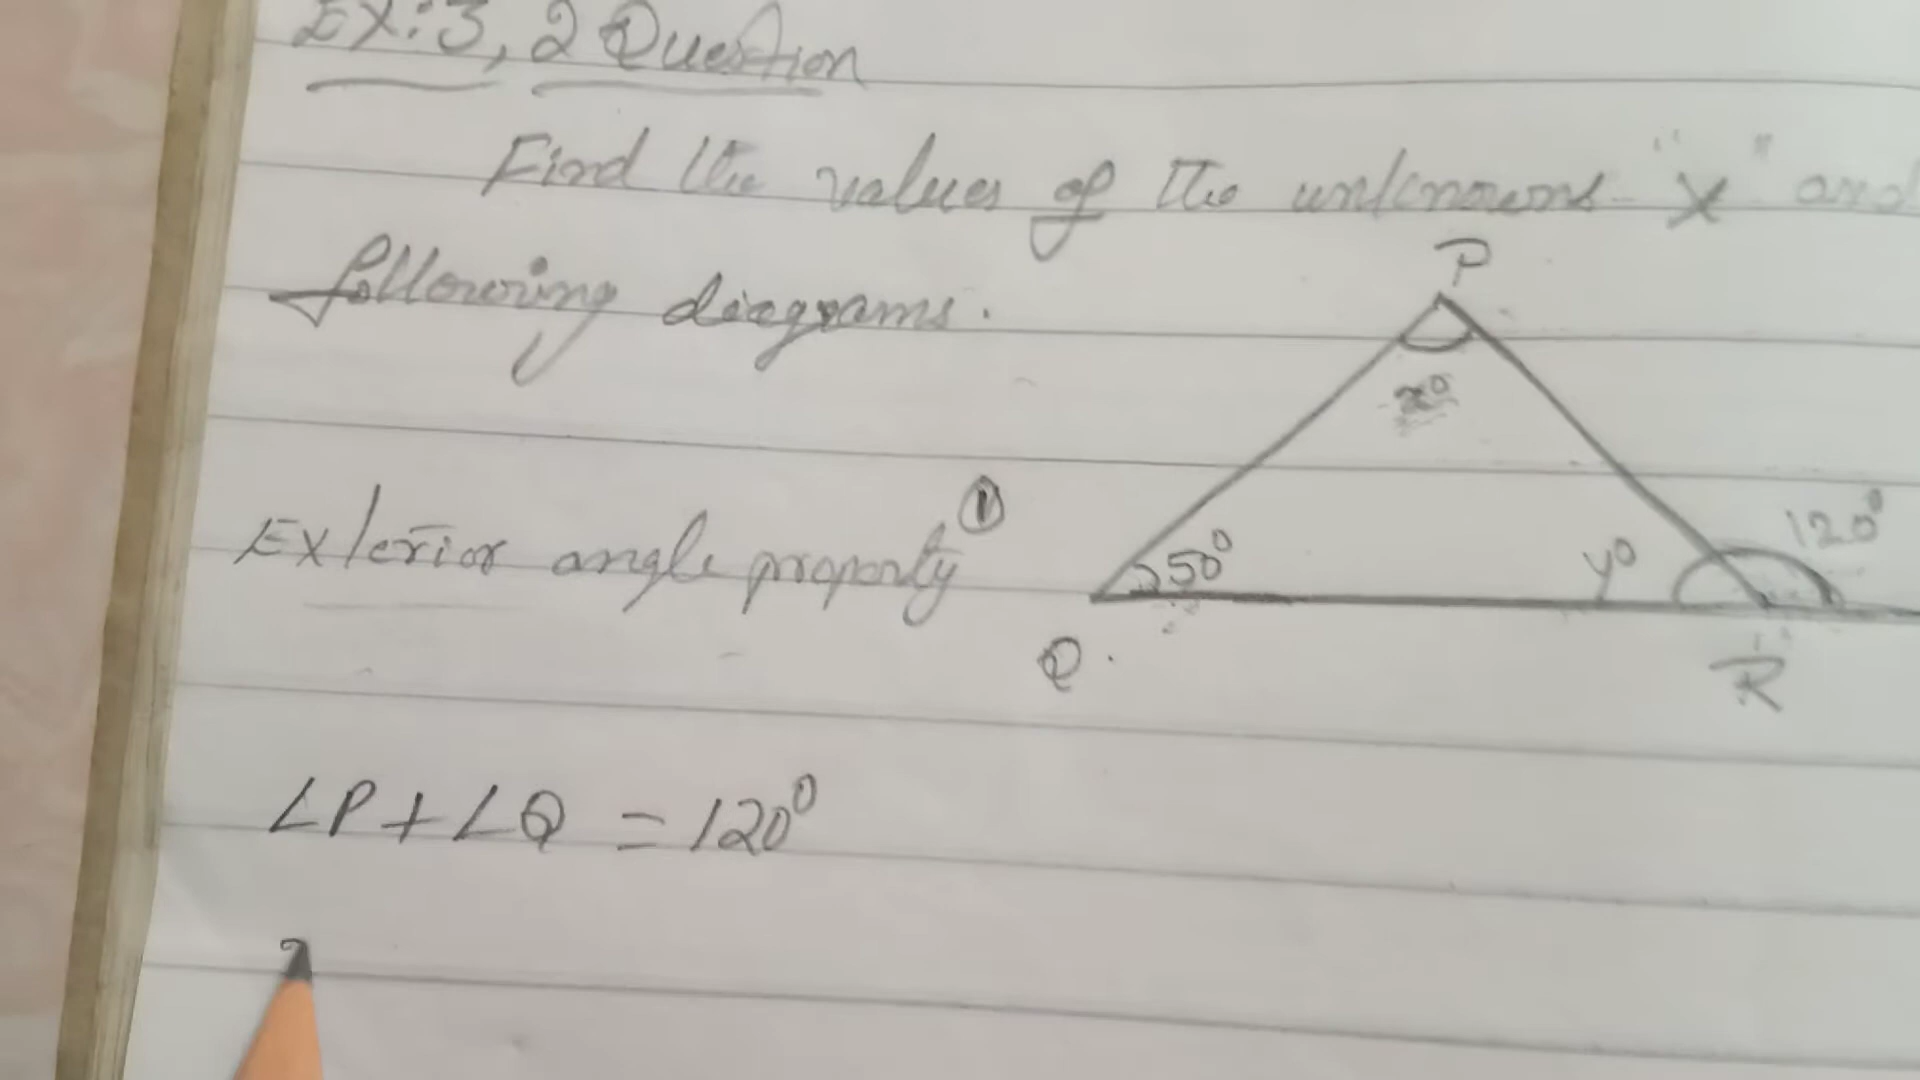 Ex:3, 2 Question
Find the values of the unknowns "x" and
following diagrams.
P
x°
Exterior angle property ①
50°
y°
120°
Q.
R
∠P+∠Q = 120°